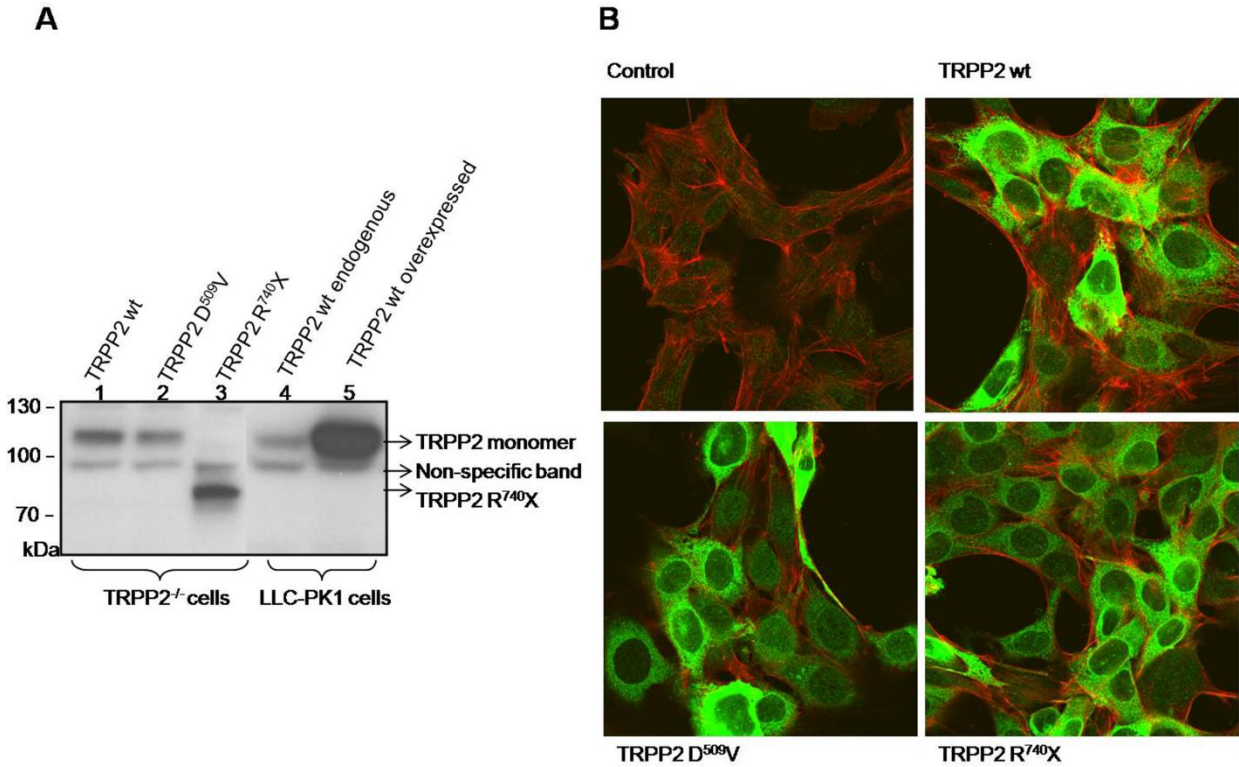 A
B
Control
TRPP2 wt
TRPP2 wt
TRPP2 D⁵⁰⁹V
TRPP2 R⁷⁴⁰X
TRPP2 wt endogenous
TRPP2 wt overexpressed
1 2 3 4 5
130 –
100 –
70 –
kDa
TRPP2 monomer
Non-specific band
TRPP2 R⁷⁴⁰X
TRPP2⁻/⁻ cells
LLC-PK1 cells
TRPP2 D⁵⁰⁹V
TRPP2 R⁷⁴⁰X